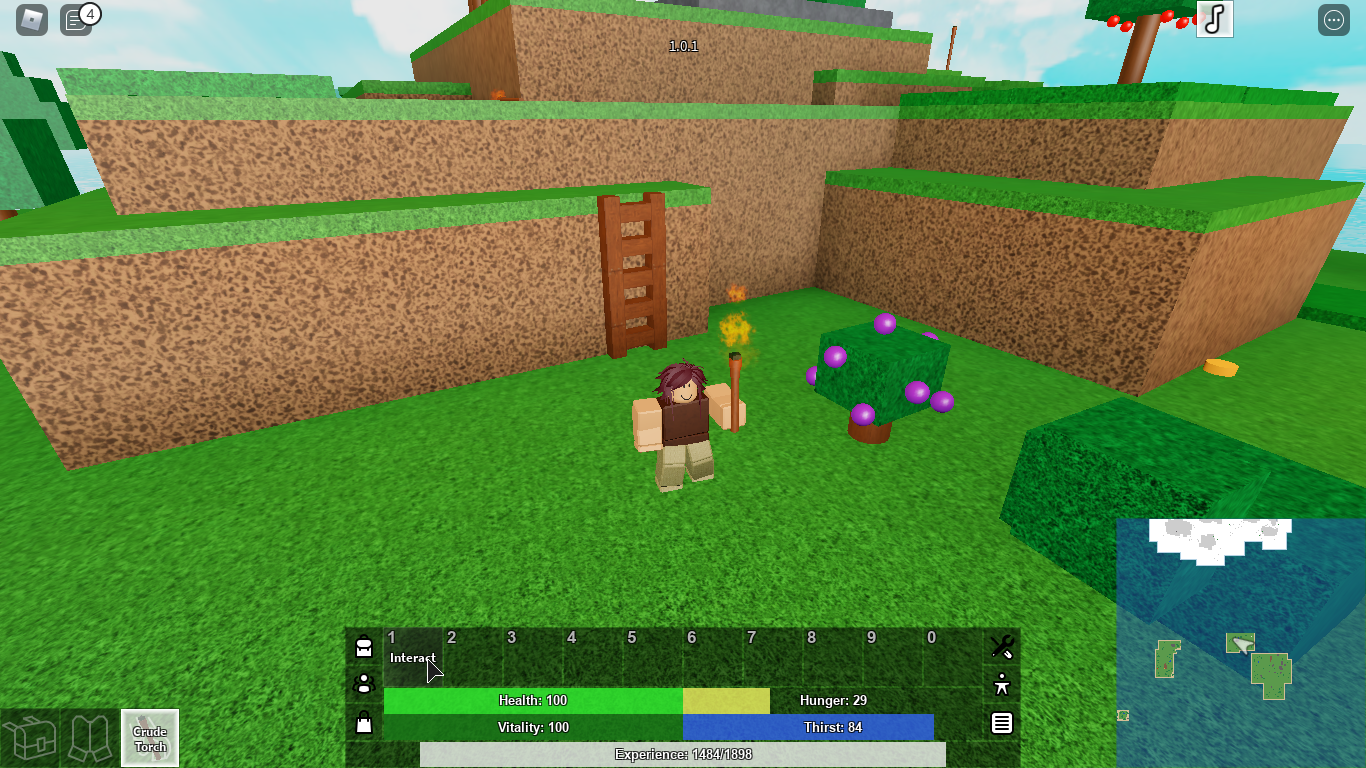 4
1.0.1
1 2 3 4 5 6 7 8 9 0
Interact
Health: 100 Hunger: 29
Vitality: 100 Thirst: 84
Experience: 1484/1898
Crude
Torch